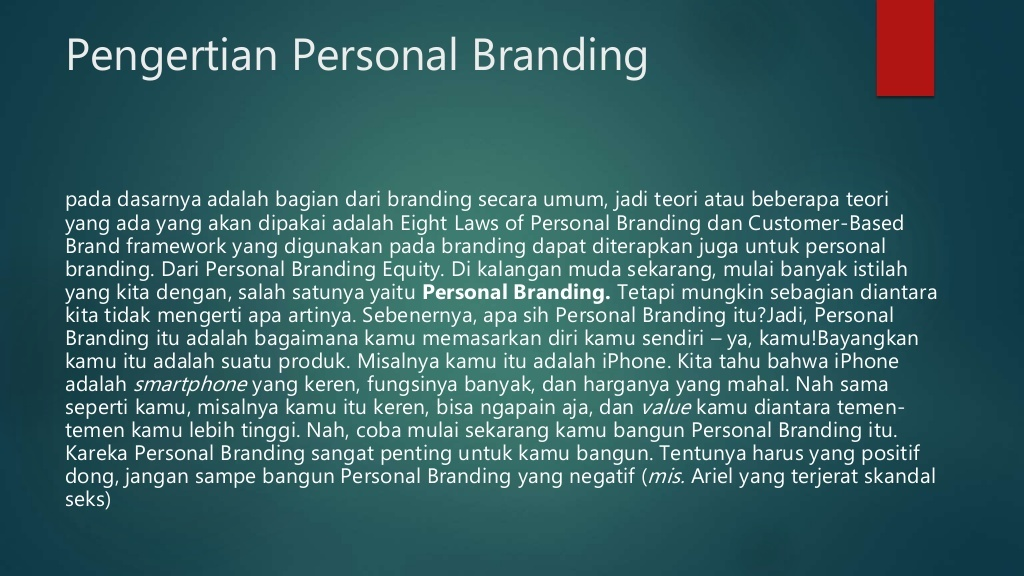 Pengertian Personal Branding
pada dasarnya adalah bagian dari branding secara umum, jadi teori atau beberapa teori
yang ada yang akan dipakai adalah Eight Laws of Personal Branding dan Customer-Based
Brand framework yang digunakan pada branding dapat diterapkan juga untuk personal
branding. Dari Personal Branding Equity. Di kalangan muda sekarang, mulai banyak istilah
yang kita dengan, salah satunya yaitu Personal Branding. Tetapi mungkin sebagian diantara
kita tidak mengerti apa artinya. Sebenernya, apa sih Personal Branding itu?Jadi, Personal
Branding itu adalah bagaimana kamu memasarkan diri kamu sendiri – ya, kamu!Bayangkan
kamu itu adalah suatu produk. Misalnya kamu itu adalah iPhone. Kita tahu bahwa iPhone
adalah smartphone yang keren, fungsinya banyak, dan harganya yang mahal. Nah sama
seperti kamu, misalnya kamu itu keren, bisa ngapain aja, dan value kamu diantara temen-
temen kamu lebih tinggi. Nah, coba mulai sekarang kamu bangun Personal Branding itu.
Kareka Personal Branding sangat penting untuk kamu bangun. Tentunya harus yang positif
dong, jangan sampe bangun Personal Branding yang negatif (mis. Ariel yang terjerat skandal
seks)